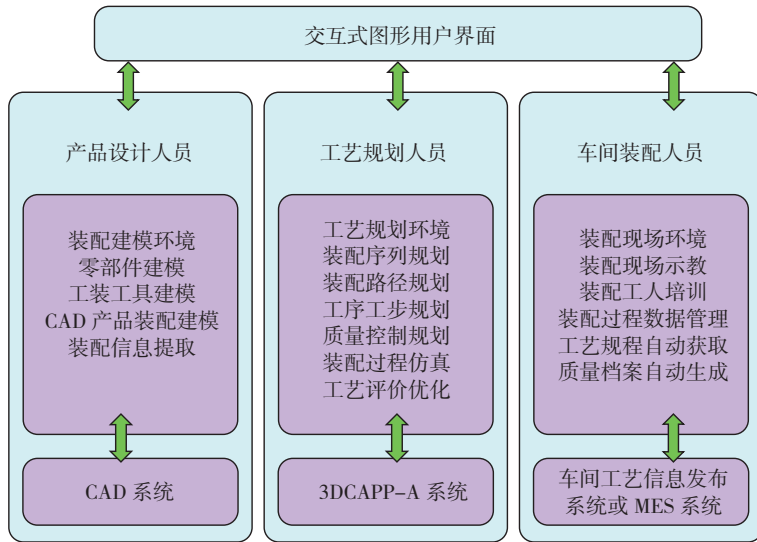 交互式图形用户界面
产品设计人员
装配建模环境
零部件建模
工装工具建模
CAD 产品装配建模
装配信息提取
CAD 系统
工艺规划人员
工艺规划环境
装配序列规划
装配路径规划
工序工步规划
质量控制规划
装配过程仿真
工艺评价优化
3DCAPP-A 系统
车间装配人员
装配现场环境
装配现场示教
装配工人培训
装配过程数据管理
工艺规程自动获取
质量档案自动生成
车间工艺信息发布
系统或 MES 系统